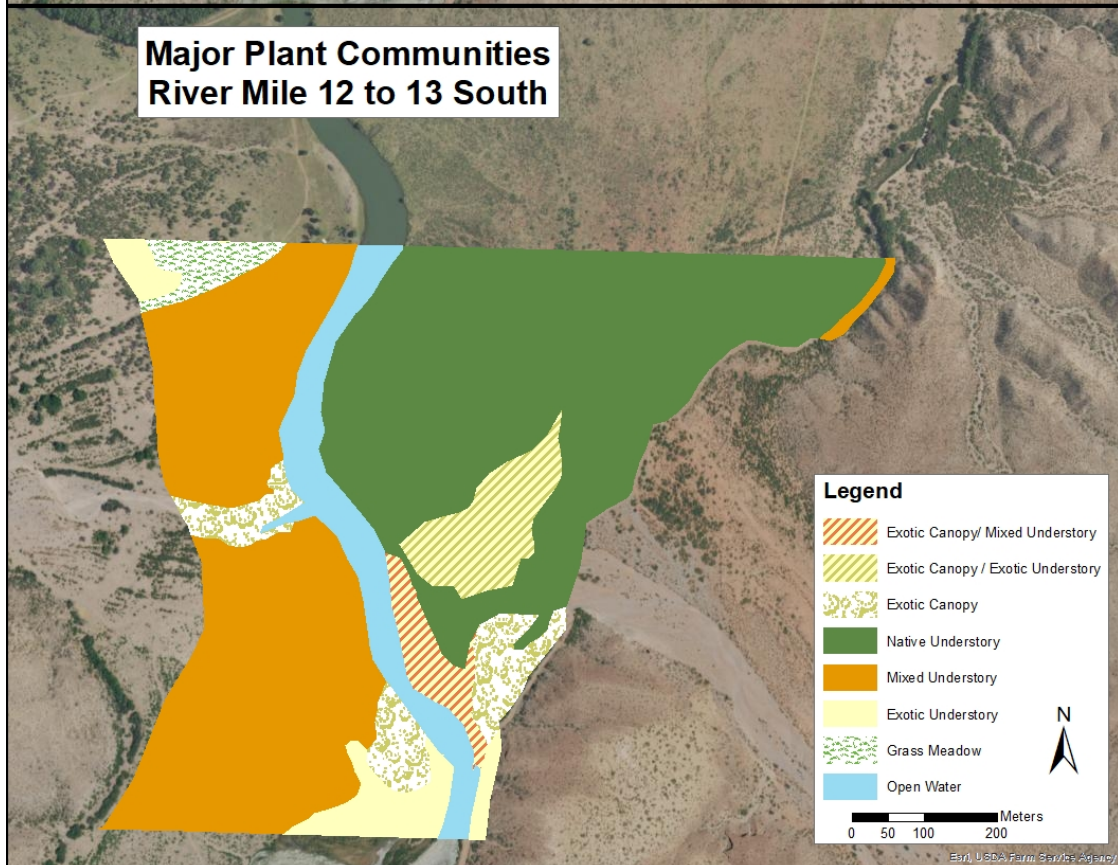 Major Plant Communities
River Mile 12 to 13 South
Legend
Exotic Canopy/ Mixed Understory
Exotic Canopy / Exotic Understory
Exotic Canopy
Native Understory
Mixed Understory
Exotic Understory
Grass Meadow
Open Water
N
Meters
0 50 100 200
Esri, USDA Farm Service Agency